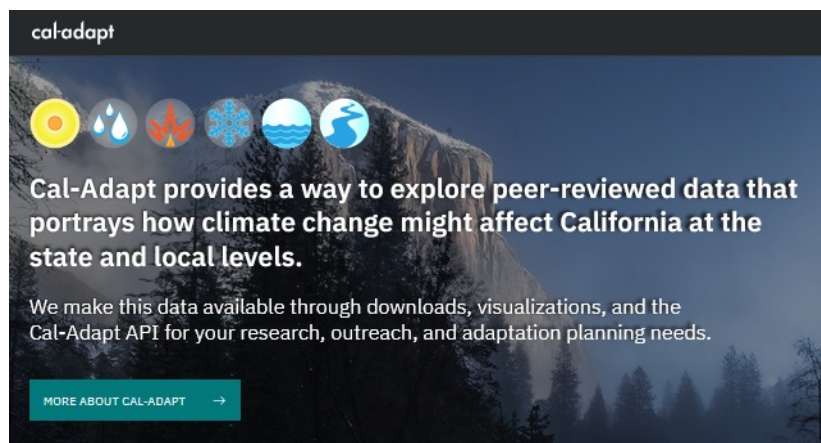 cal-adapt
Cal-Adapt provides a way to explore peer-reviewed data that
portrays how climate change might affect California at the
state and local levels.
We make this data available through downloads, visualizations, and the
Cal-Adapt API for your research, outreach, and adaptation planning needs.
MORE ABOUT CAL-ADAPT →